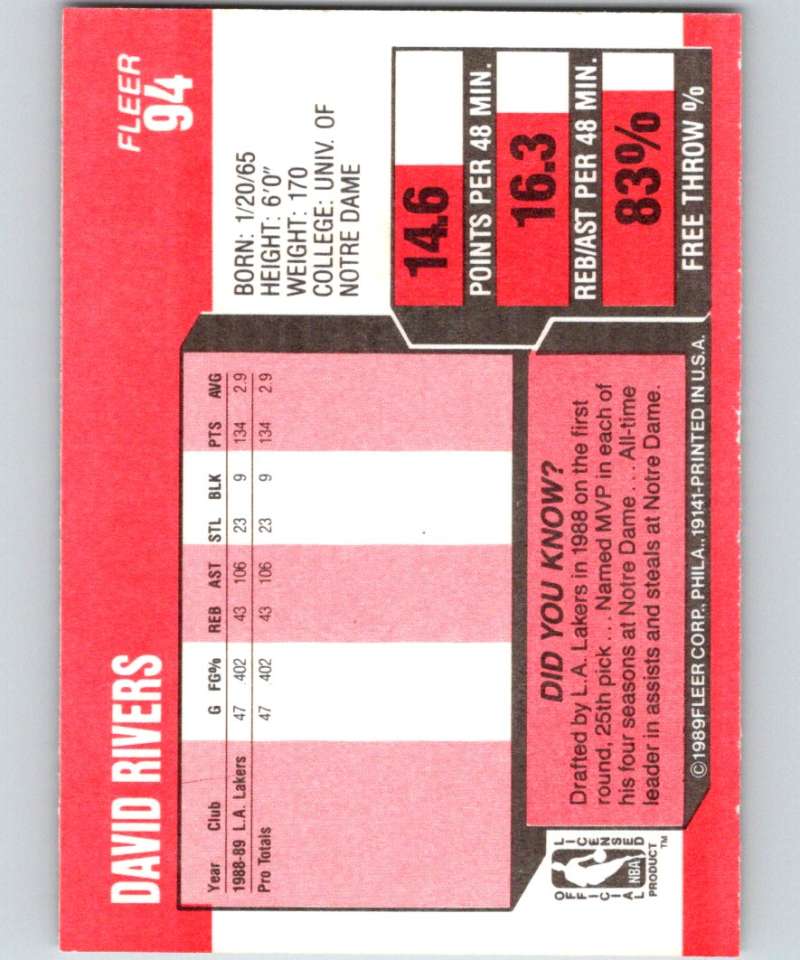 DAVID RIVERS
FLEER
94
Year Club G FG% REB AST STL BLK PTS AVG
1988-89 L.A. Lakers 47 .402 43 106 23 9 134 2.9
Pro Totals 47 .402 43 106 23 9 134 2.9
BORN: 1/20/65
HEIGHT: 6'0"
WEIGHT: 170
COLLEGE: UNIV. OF
NOTRE DAME
14.6
POINTS PER 48 MIN.
16.3
REB/AST PER 48 MIN.
83%
FREE THROW %
DID YOU KNOW?
Drafted by L.A. Lakers in 1988 on the first
round, 25th pick . . . Named MVP in each of
his four seasons at Notre Dame . . . All-time
leader in assists and steals at Notre Dame.
OFFICIAL
LICENSED
NBA
PRODUCT™
©1989 FLEER CORP., PHILA., 19141-PRINTED IN U.S.A.